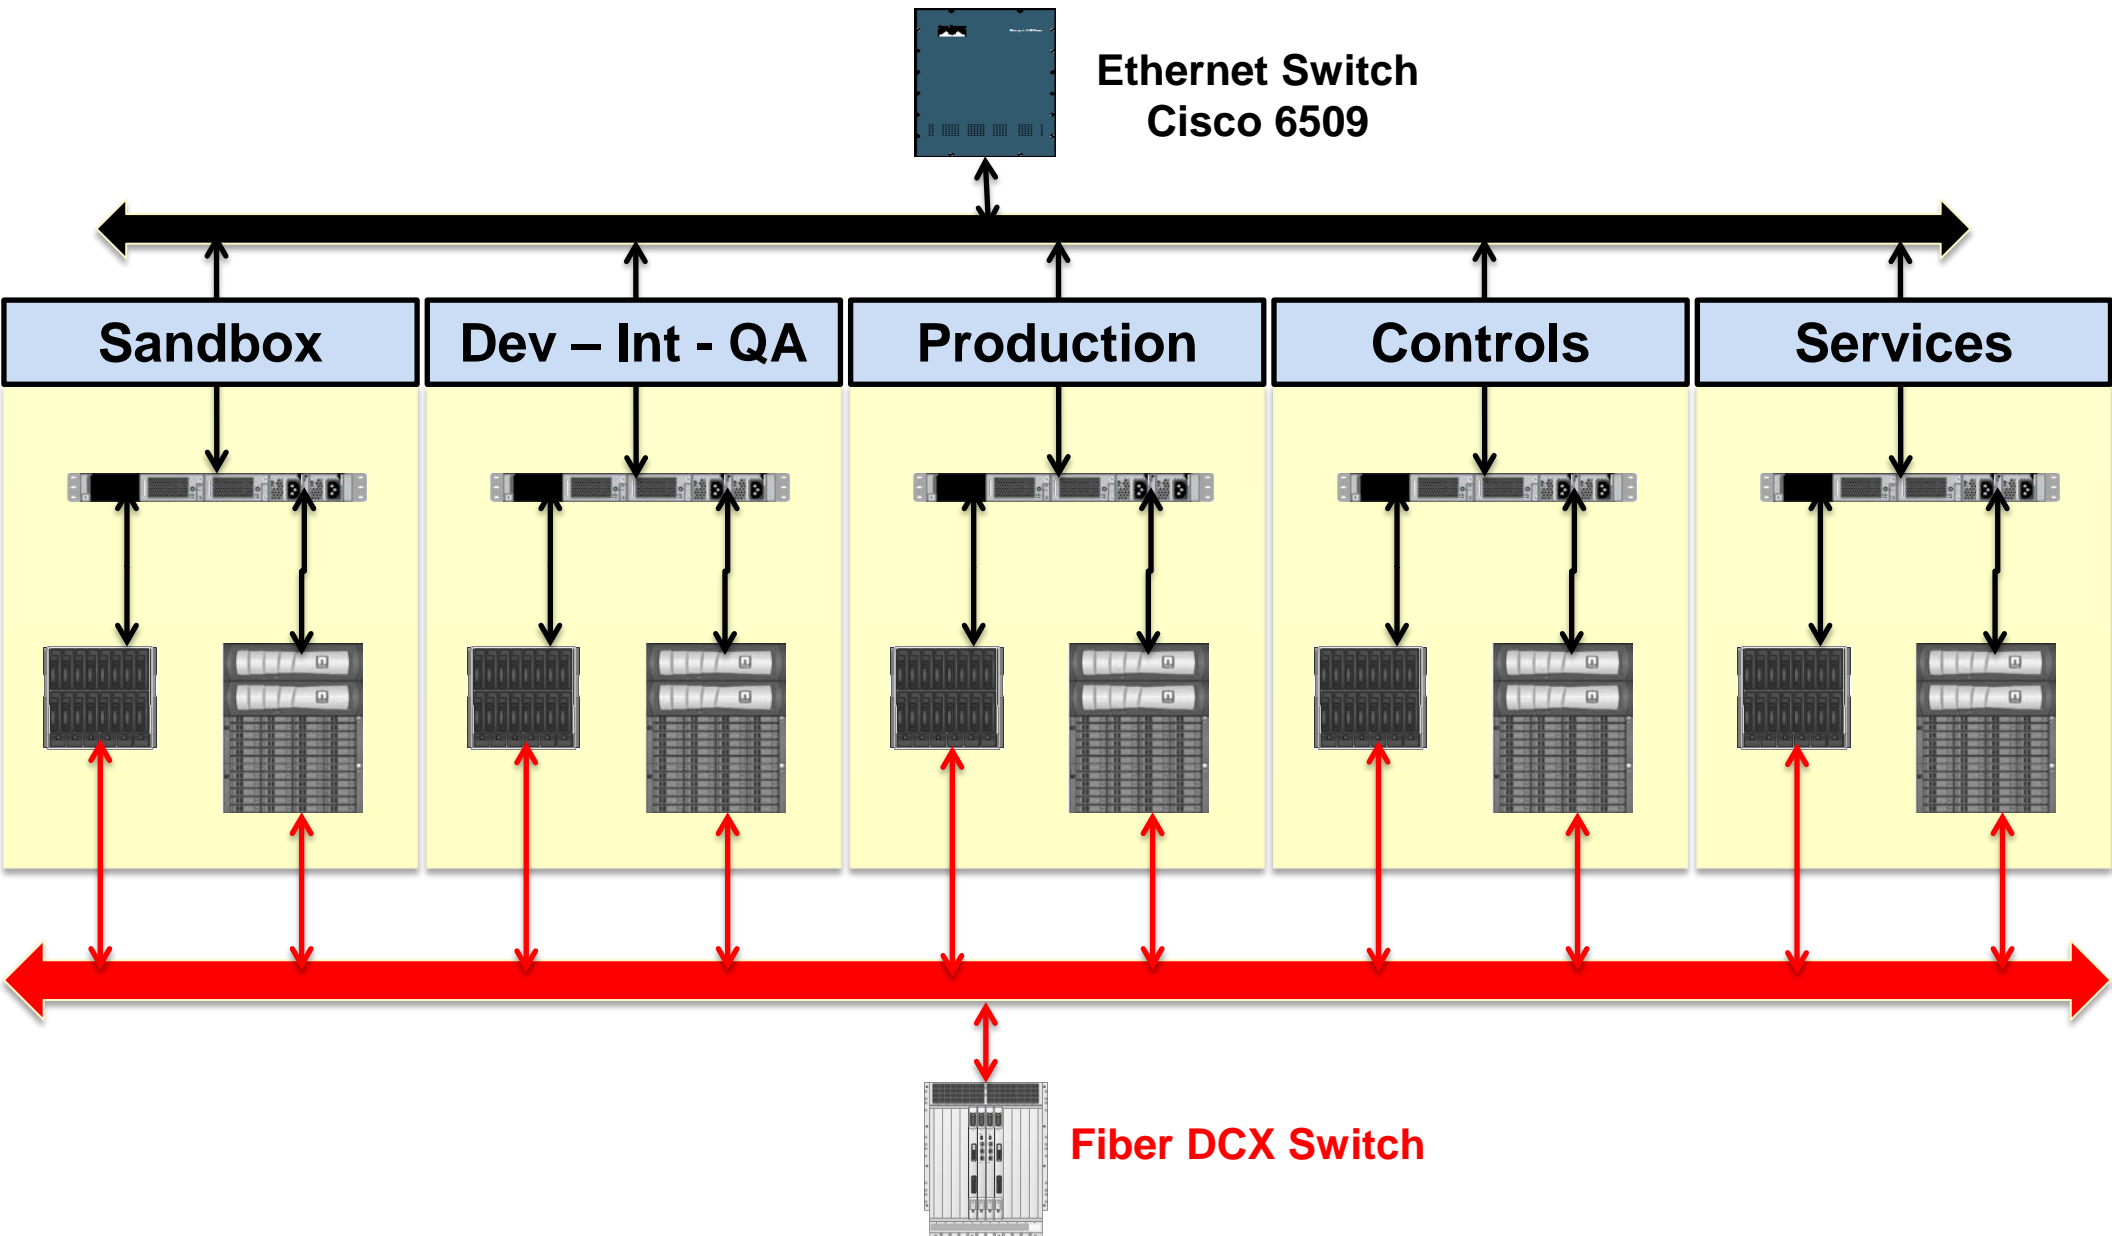 Ethernet Switch
Cisco 6509
Sandbox
Dev – Int - QA
Production
Controls
Services
Fiber DCX Switch